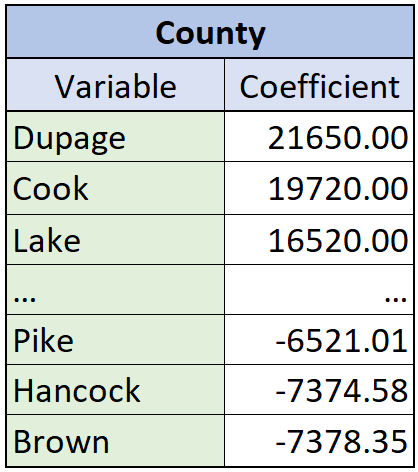 County
Variable Coefficient
Dupage 21650.00
Cook 19720.00
Lake 16520.00
... ...
Pike -6521.01
Hancock -7374.58
Brown -7378.35